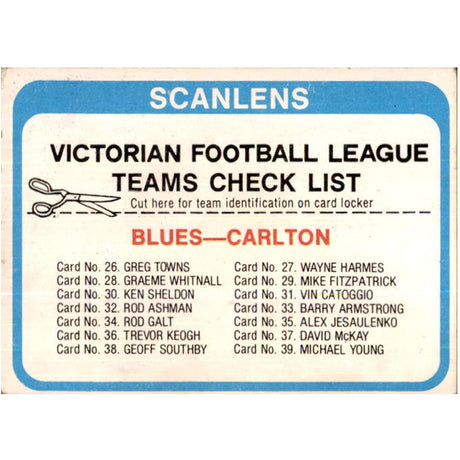 SCANLENS
VICTORIAN FOOTBALL LEAGUE
TEAMS CHECK LIST
Cut here for team identification on card locker
BLUES—CARLTON
Card No. 26. GREG TOWNS Card No. 27. WAYNE HARMES
Card No. 28. GRAEME WHITNALL Card No. 29. MIKE FITZPATRICK
Card No. 30. KEN SHELDON Card No. 31. VIN CATOGGIO
Card No. 32. ROD ASHMAN Card No. 33. BARRY ARMSTRONG
Card No. 34. ROD GALT Card No. 35. ALEX JESAULENKO
Card No. 36. TREVOR KEOGH Card No. 37. DAVID McKAY
Card No. 38. GEOFF SOUTHBY Card No. 39. MICHAEL YOUNG